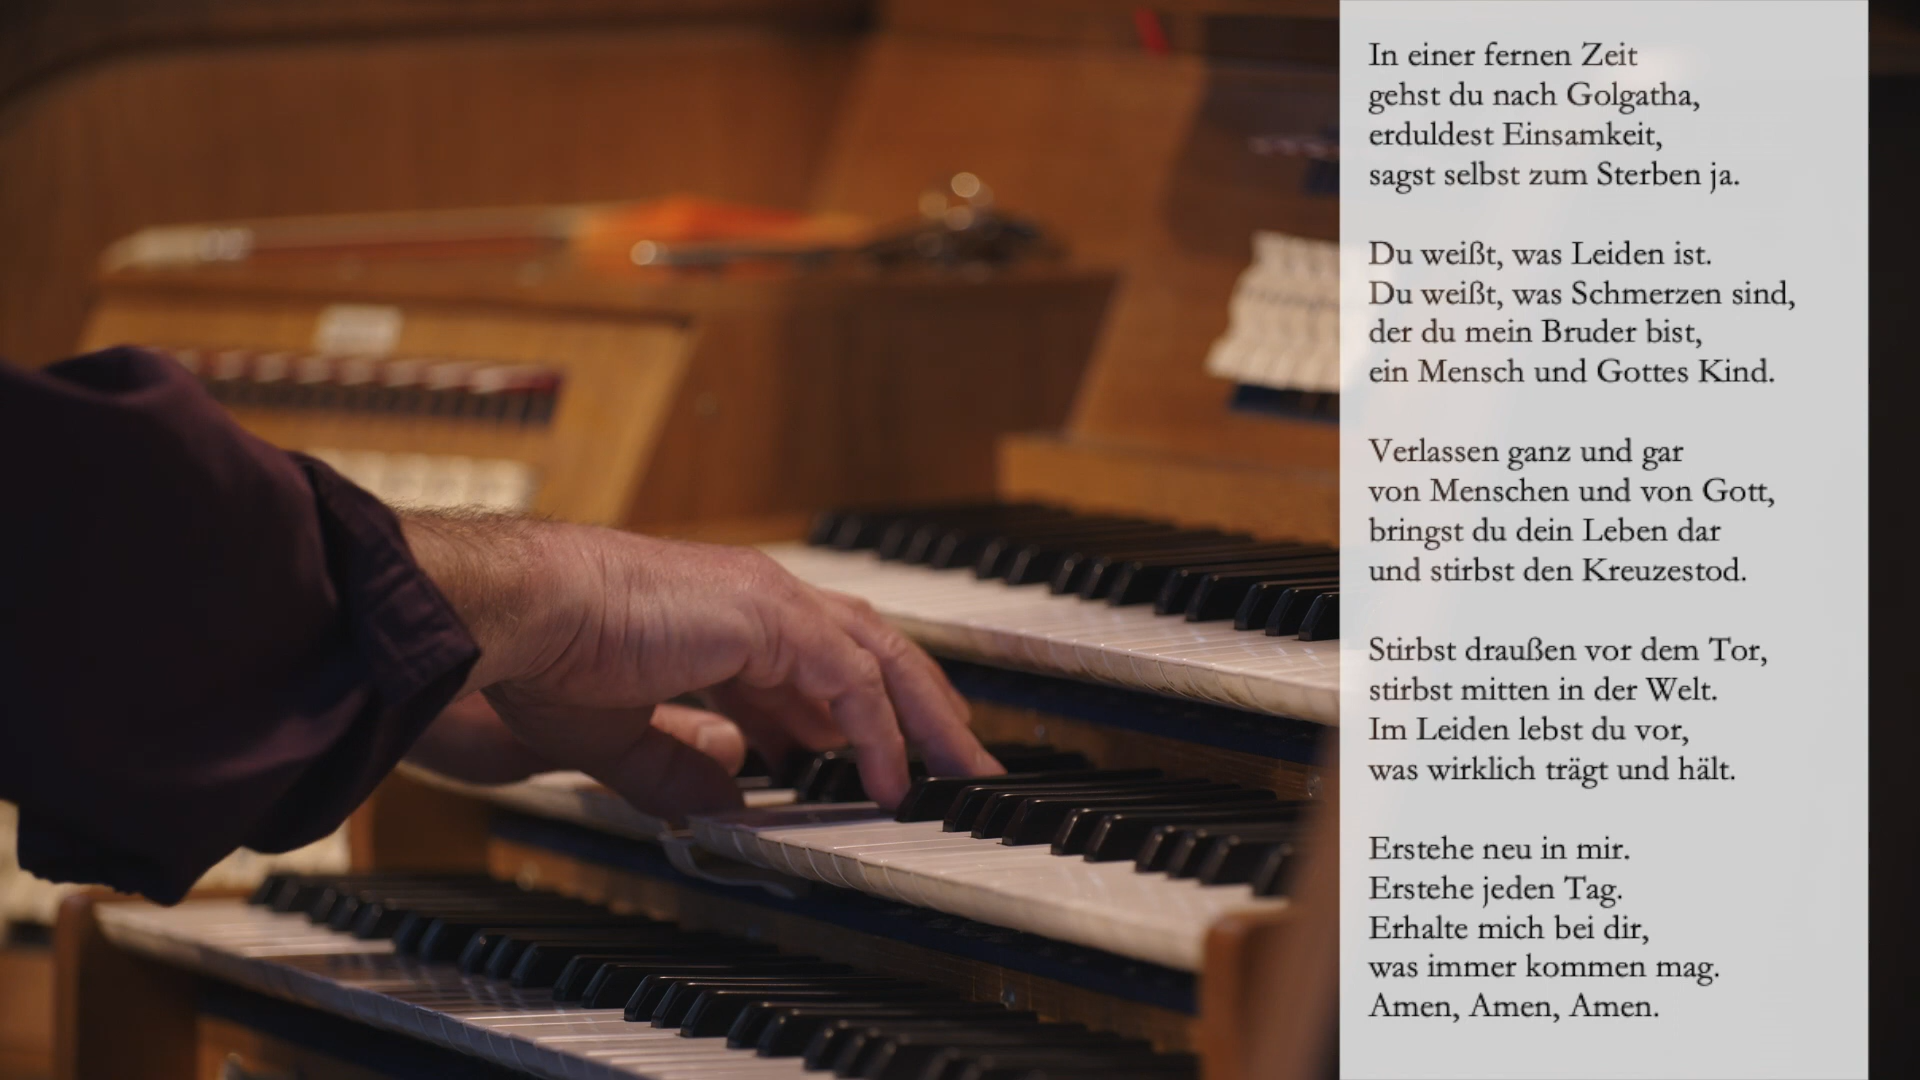 In einer fernen Zeit
gehst du nach Golgatha,
erduldest Einsamkeit,
sagst selbst zum Sterben ja.
Du weißt, was Leiden ist.
Du weißt, was Schmerzen sind,
der du mein Bruder bist,
ein Mensch und Gottes Kind.
Verlassen ganz und gar
von Menschen und von Gott,
bringst du dein Leben dar
und stirbst den Kreuzestod.
Stirbst draußen vor dem Tor,
stirbst mitten in der Welt.
Im Leiden lebst du vor,
was wirklich trägt und hält.
Erstehe neu in mir.
Erstehe jeden Tag.
Erhalte mich bei dir,
was immer kommen mag.
Amen, Amen, Amen.